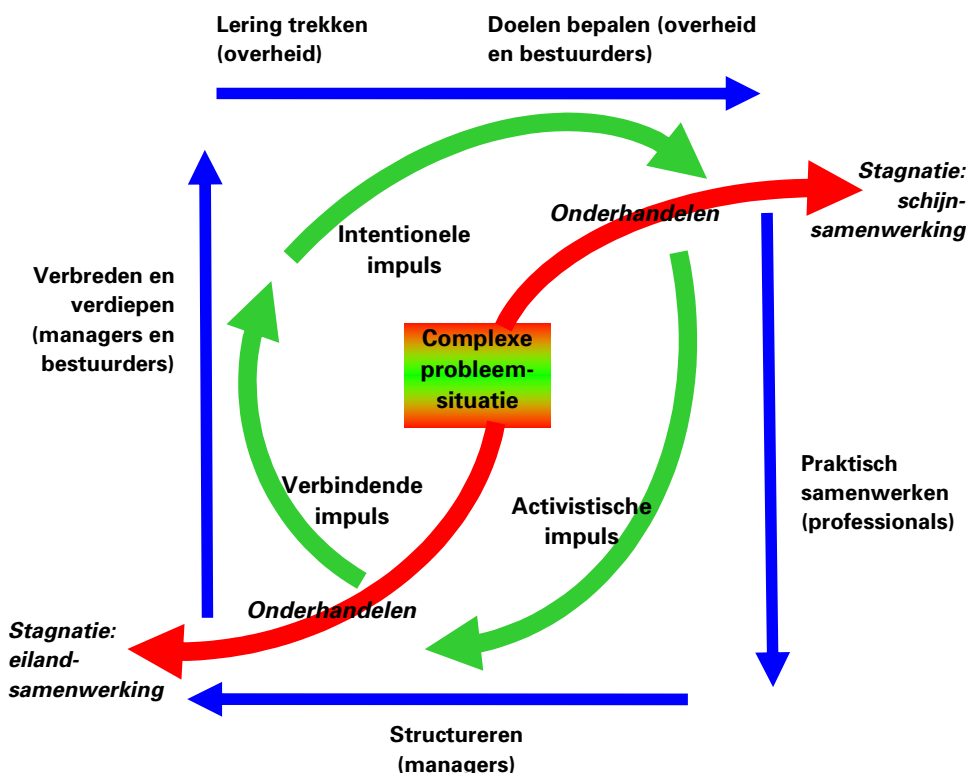 Lering trekken
(overheid)
Doelen bepalen (overheid
en bestuurders)
Stagnatie:
schijn-
samenwerking
Onderhandelen
Intentionele
impuls
Verbreden en
verdiepen
(managers en
bestuurders)
Complexe
probleem-
situatie
Praktisch
samenwerken
(professionals)
Verbindende
impuls
Activistische
impuls
Onderhandelen
Stagnatie:
eiland-
samenwerking
Structureren
(managers)